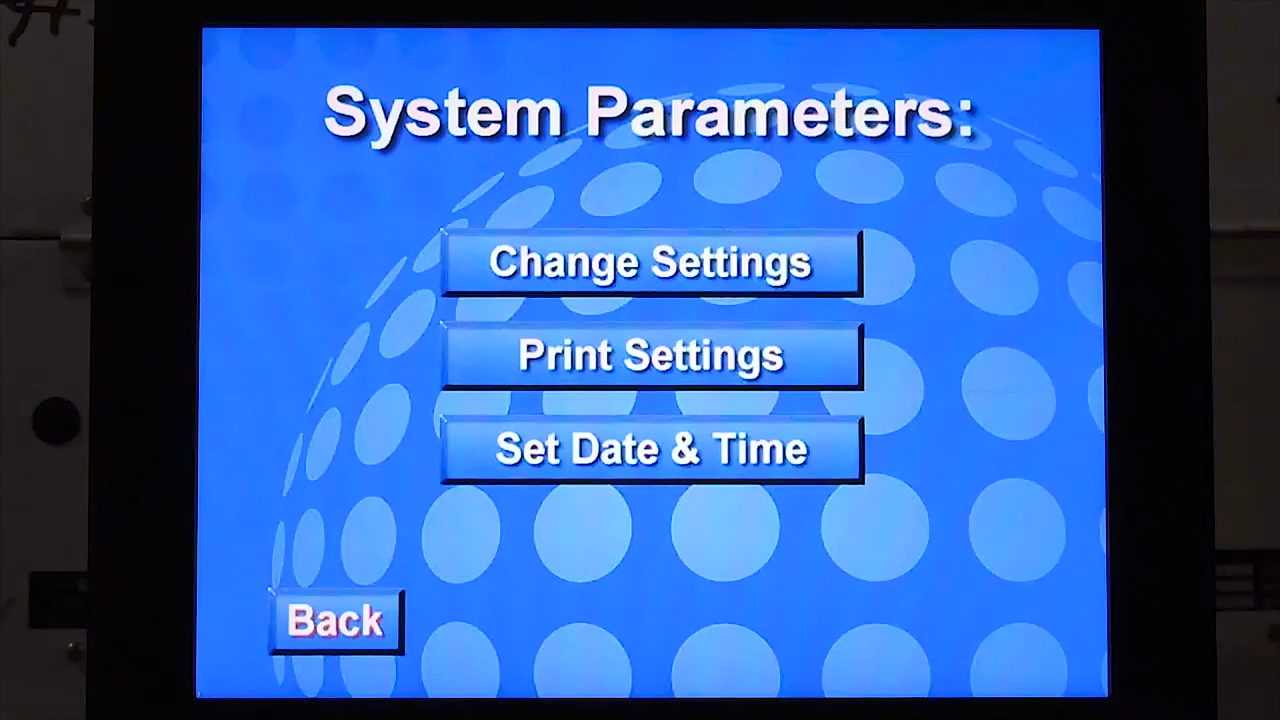 System Parameters:
Change Settings
Print Settings
Set Date & Time
Back